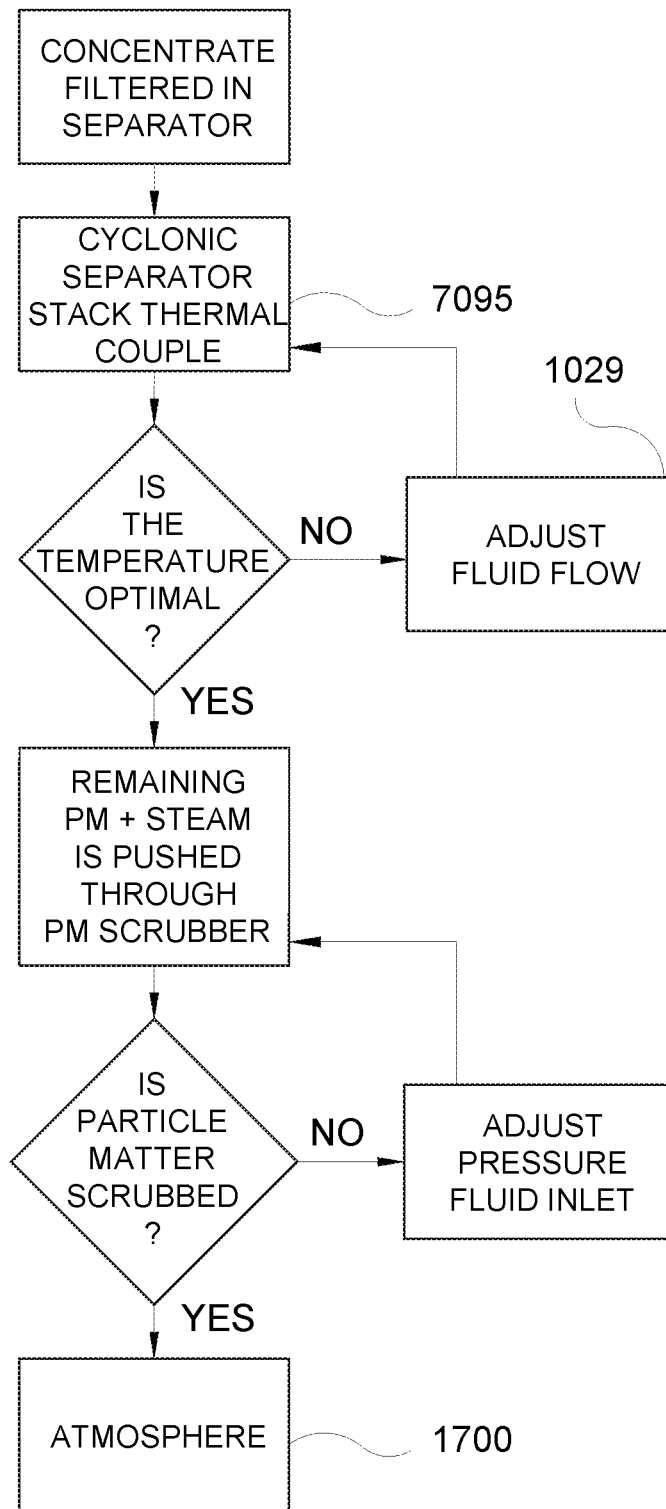 CONCENTRATE
FILTERED IN
SEPARATOR
CYCLONIC
SEPARATOR
STACK THERMAL
COUPLE
7095
1029
IS
THE
TEMPERATURE
OPTIMAL
?
NO
ADJUST
FLUID FLOW
YES
REMAINING
PM + STEAM
IS PUSHED
THROUGH
PM SCRUBBER
IS
PARTICLE
MATTER
SCRUBBED
?
NO
ADJUST
PRESSURE
FLUID INLET
YES
ATMOSPHERE
1700